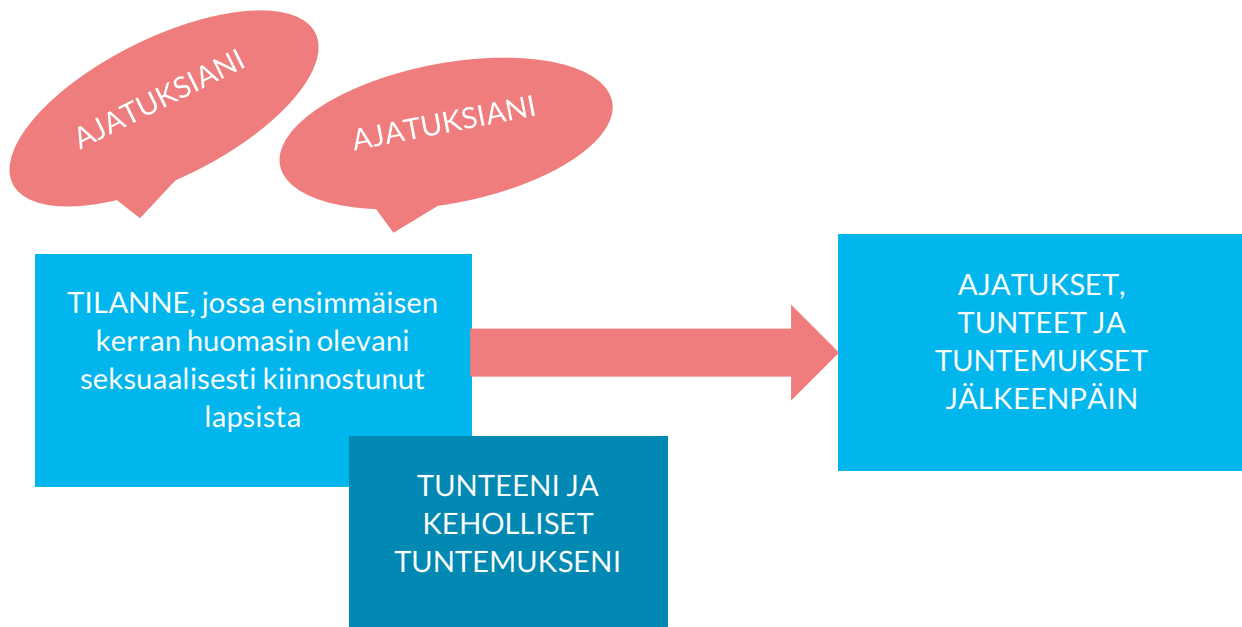 AJATUKSIANI
AJATUKSIANI
TILANNE, jossa ensimmäisen
kerran huomasin olevani
seksuaalisesti kiinnostunut
lapsista
TUNTEENI JA
KEHOLLISET
TUNTEMUKSENI
AJATUKSET,
TUNTEET JA
TUNTEMUKSET
JÄLKEENPÄIN